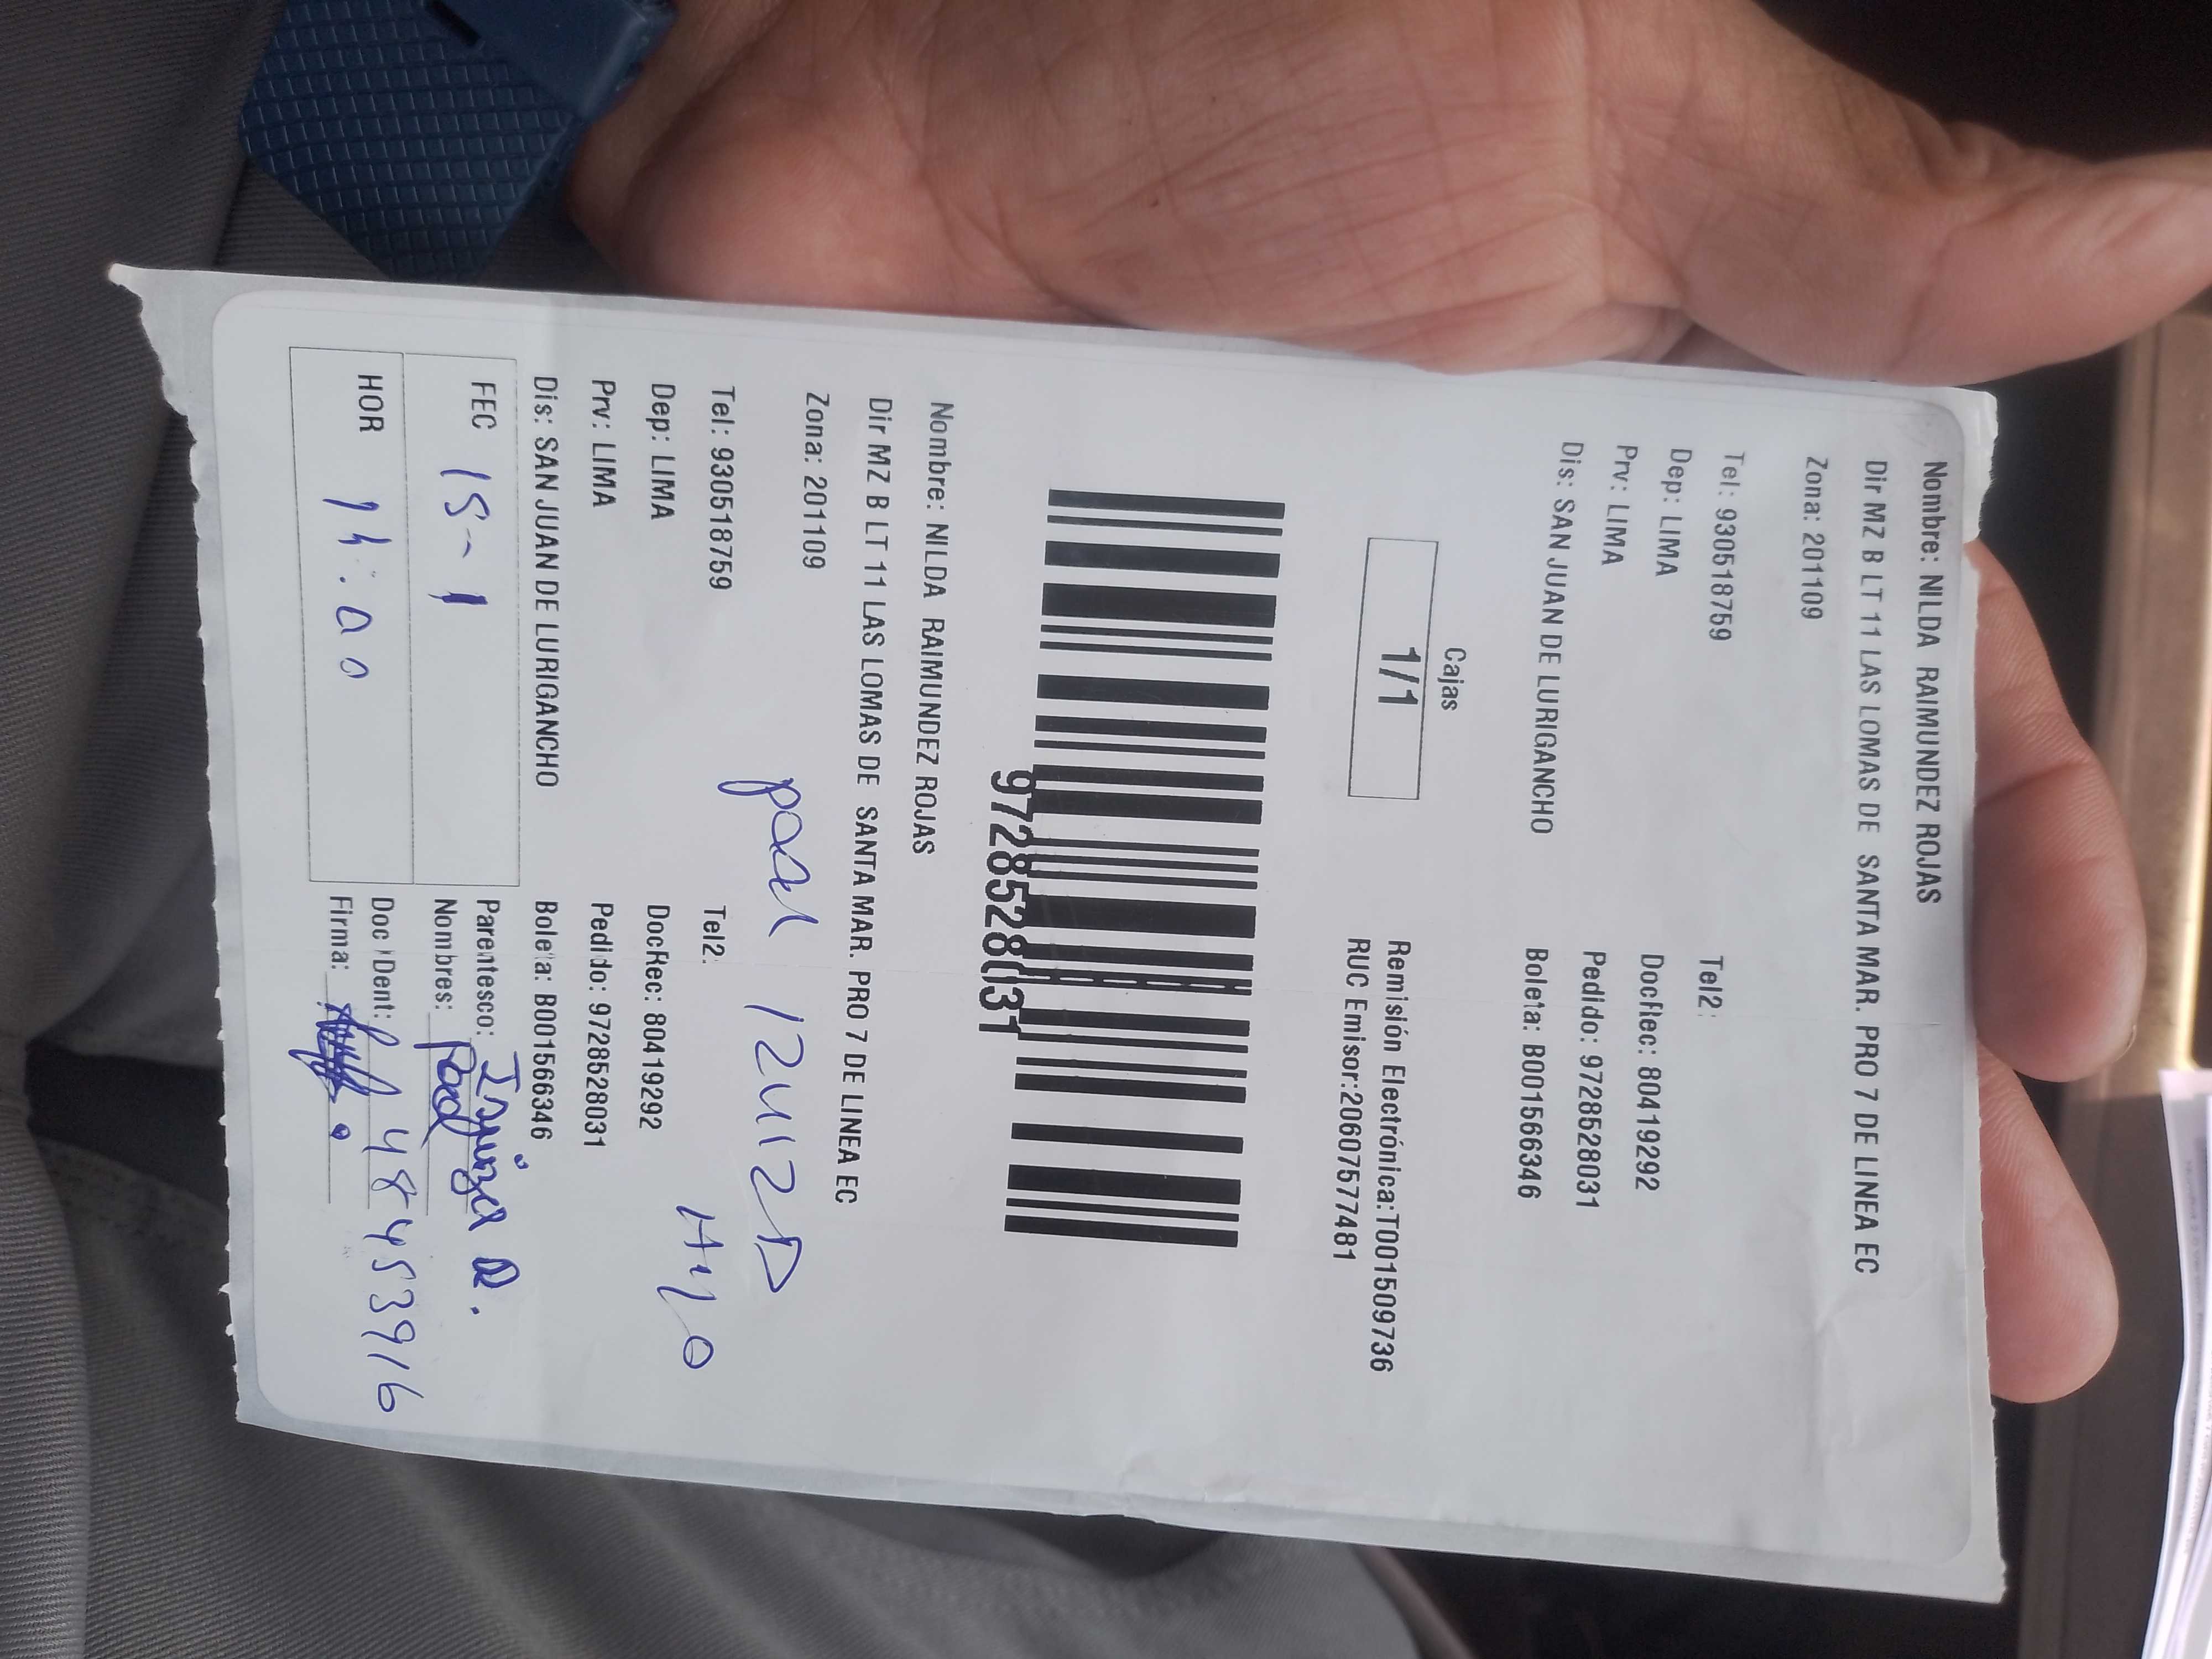 Nombre: NILDA RAIMUNDEZ ROJAS
Dir MZ B LT 11 LAS LOMAS DE SANTA MAR. PRO 7 DE LINEA EC
Zona: 201109
Tel: 930518759 Tel2:
Dep: LIMA DocRec: 80419292
Prv: LIMA Pedido: 9728528031
Dis: SAN JUAN DE LURIGANCHO Boleta: B001566346
Cajas
1/1
Remisión Electrónica:T001509736
RUC Emisor:20607577481
9728528031
Nombre: NILDA RAIMUNDEZ ROJAS
Dir MZ B LT 11 LAS LOMAS DE SANTA MAR. PRO 7 DE LINEA EC
Zona: 201109
Tel: 930518759 Tel2:
Dep: LIMA DocRec: 80419292
Prv: LIMA Pedido: 9728528031
Dis: SAN JUAN DE LURIGANCHO Boleta: B001566346
FEC 15-1
HOR
Parentesco:
Nombres:
Doc Ident: 48453916
Firma: